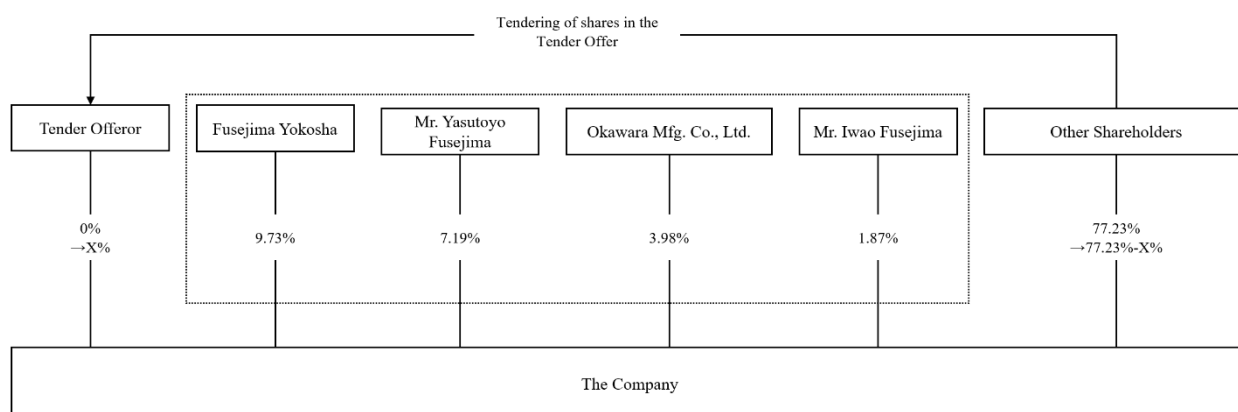 Tendering of shares in the
Tender Offer
Tender Offeror
Fusejima Yokosha
Mr. Yasutoyo
Fusejima
Okawara Mfg. Co., Ltd.
Mr. Iwao Fusejima
Other Shareholders
0%
→X%
9.73%
7.19%
3.98%
1.87%
77.23%
→77.23%-X%
The Company